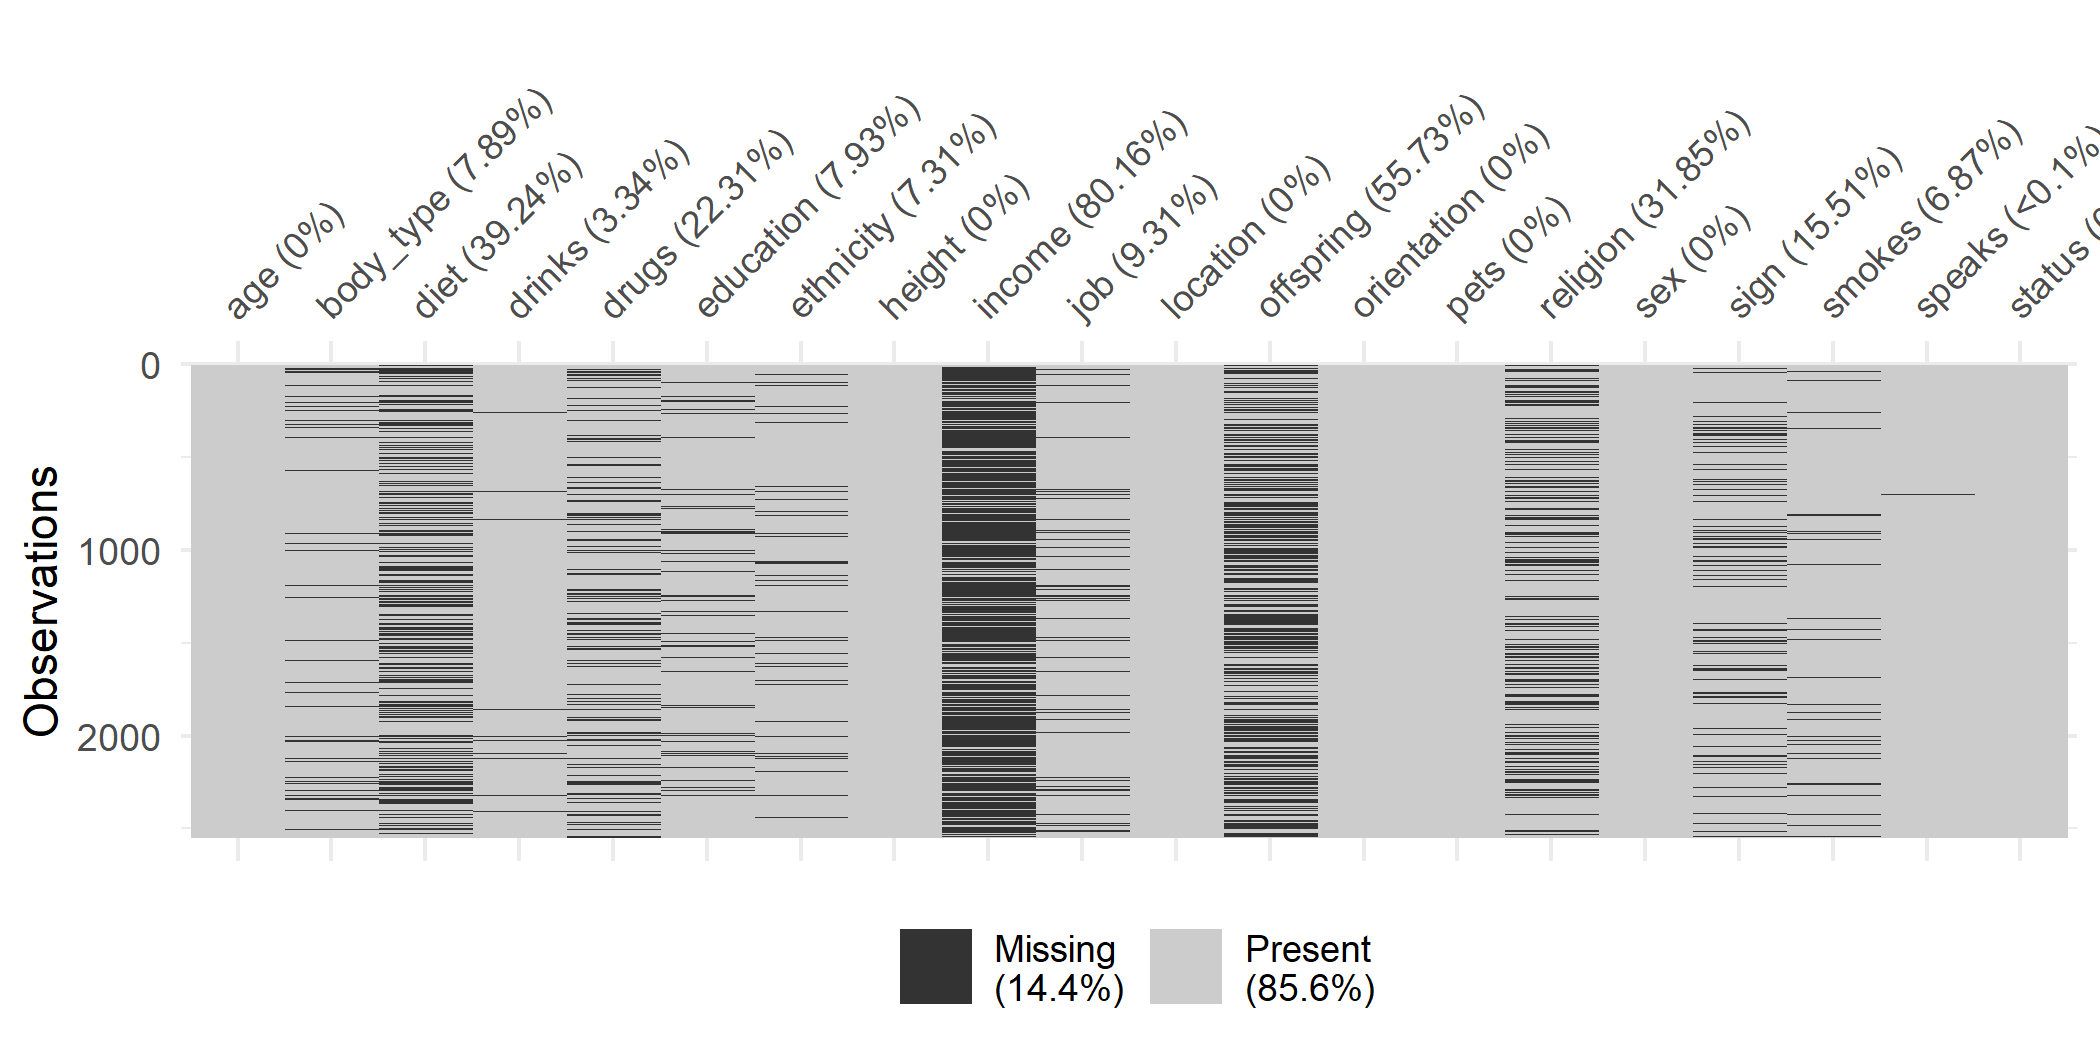 age (0%)
body_type (7.89%)
diet (39.24%)
drinks (3.34%)
drugs (22.31%)
education (7.93%)
ethnicity (7.31%)
height (0%)
income (80.16%)
job (9.31%)
location (0%)
offspring (55.73%)
orientation (0%)
pets (0%)
religion (31.85%)
sex (0%)
sign (15.51%)
smokes (6.87%)
speaks (<0.1%)
status
Observations
0
1000
2000
Missing
(14.4%)
Present
(85.6%)